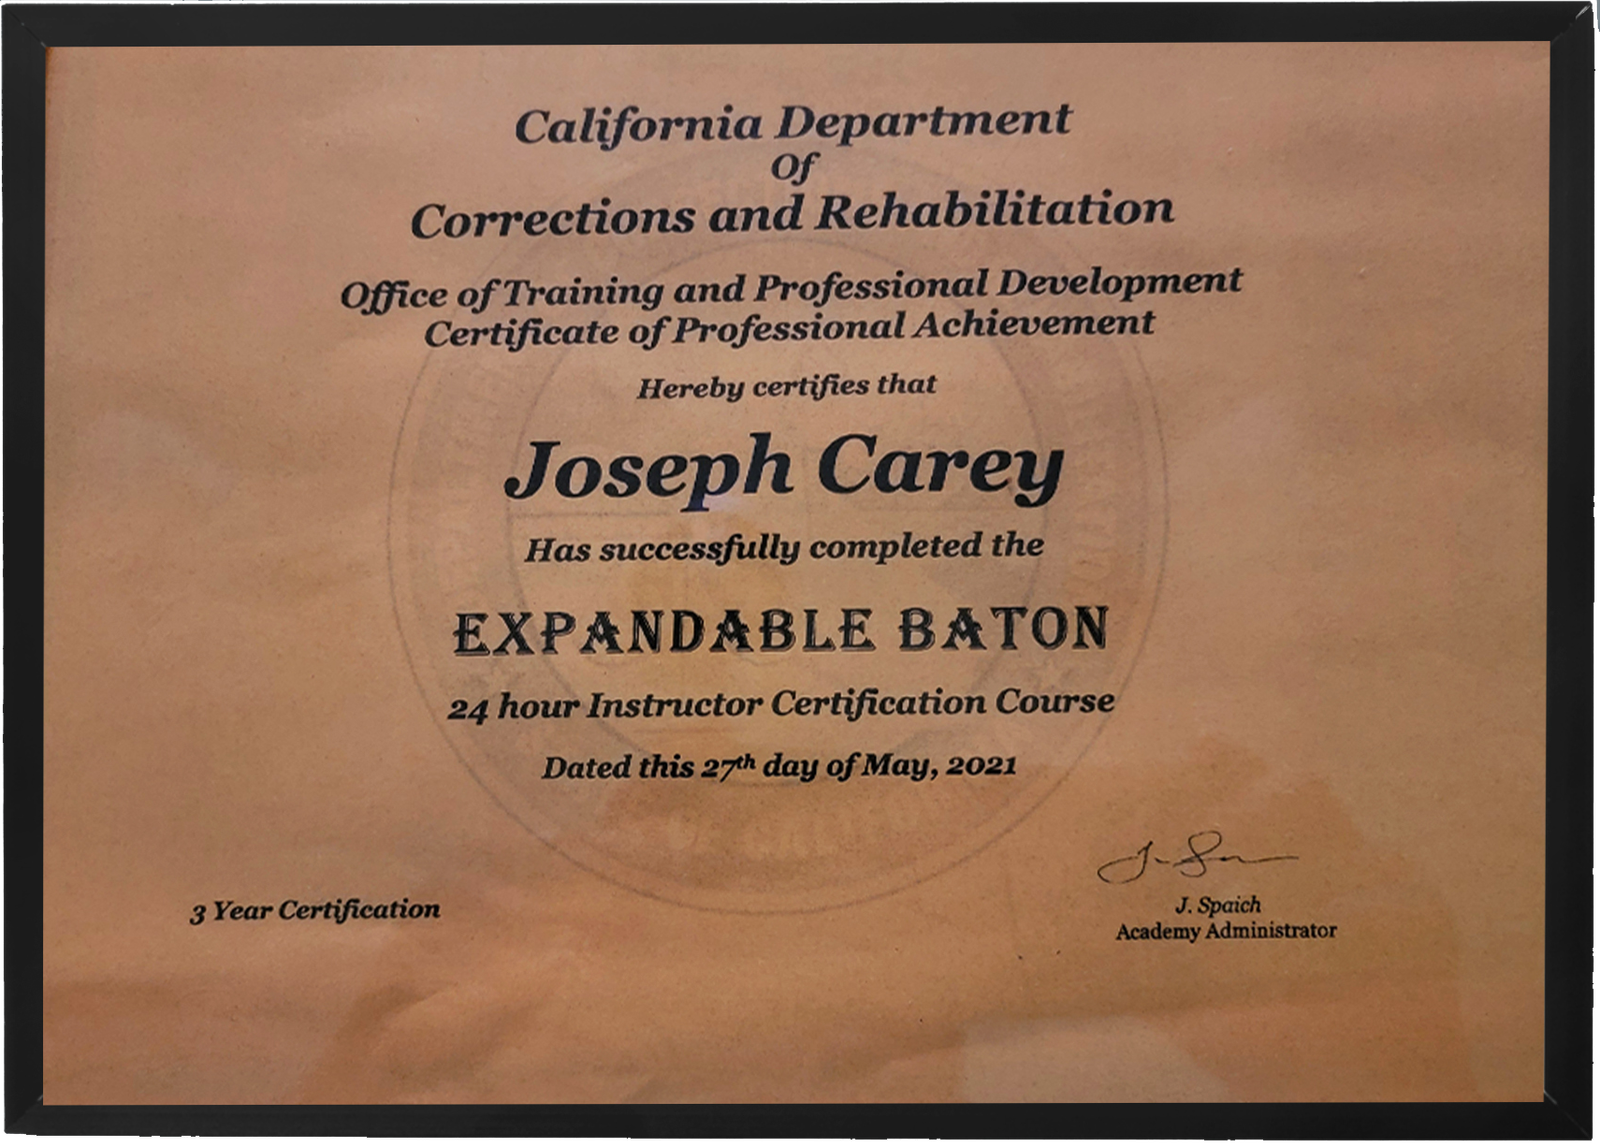 California Department
Of
Corrections and Rehabilitation
Office of Training and Professional Development
Certificate of Professional Achievement
Hereby certifies that
Joseph Carey
Has successfully completed the
EXPANDABLE BATON
24 hour Instructor Certification Course
Dated this 27th day of May, 2021
3 Year Certification
J. Spaich
Academy Administrator